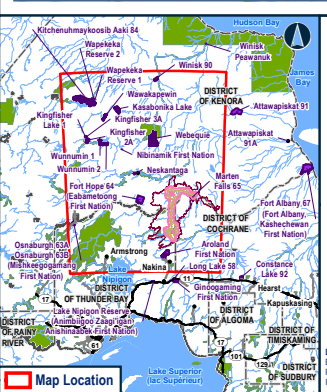 Hudson Bay
Kitchenuhmaykoosib Aaki 84
Wapekeka
Reserve 2
Winisk
Peawanuk
Wapekeka
Reserve 1
Winisk 90
James
Bay
Wawakapewin
Kasabonika Lake
DISTRICT
OF KENORA
Attawapiskat 91
Kingfisher
Lake 1
Kingfisher 3A
Kingfisher
2A
Webequie
Attawapiskat
91A
Wunnumin 1
Wunnumin 2
Nibinamik First Nation
Neskantaga
Marten
Falls 65
Fort Hope 64
(Eabametoong
First Nation)
Fort Albany 67
(Fort Albany,
Kashechewan
First Nation)
DISTRICT OF
COCHRANE
Osnaburgh 63A
Osnaburgh 63B
(Mishkeegogamang
First Nation)
Armstrong
Aroland
First Nation
Nakina
Long Lake 58
Constance
Lake 92
Lake
Nipigon
11
Ginoogaming
First Nation
Hearst
17
DISTRICT
OF THUNDER BAY
Kapuskasing
Lake Nipigon Reserve
(Animbiigoo Zaagi'igan
Anishinaabek First Nation)
DISTRICT
OF ALGOMA
DISTRICT
OF RAINY
RIVER
DISTRICT OF
TIMISKAMING
61
17
101
129
DISTRICT
OF SUDBURY
Lake Superior
(lac Supérieur)
Map Location